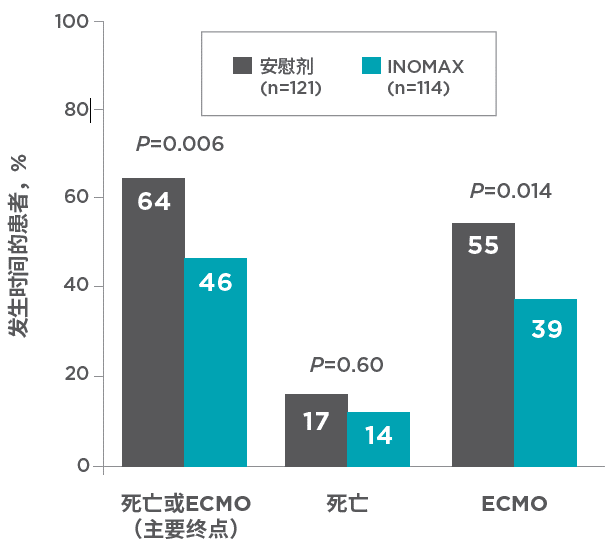 100
80
60
40
20
0
发生时间的患者，%
安慰剂
(n=121)
INOMAX
(n=114)
P=0.006
64
46
P=0.60
17
14
P=0.014
55
39
死亡或ECMO
（主要终点）
死亡
ECMO